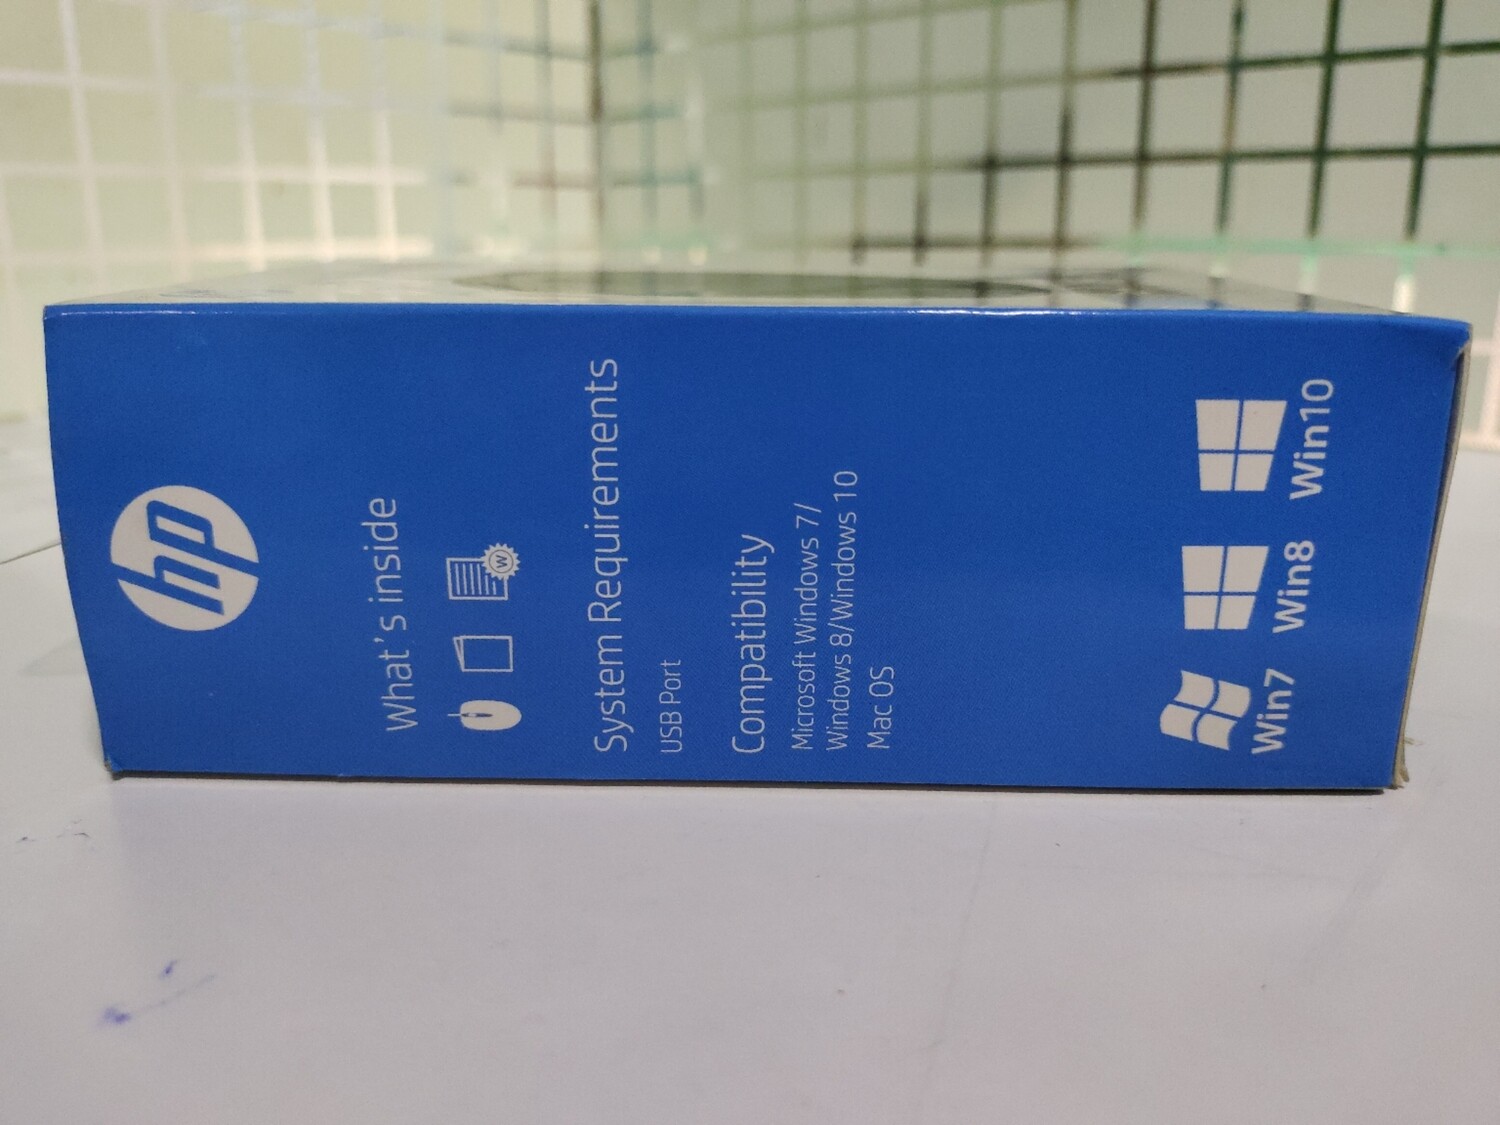 hp
What's inside
W
System Requirements
USB Port
Compatibility
Microsoft Windows 7/
Windows 8/Windows 10
Mac OS
Win7
Win8
Win10